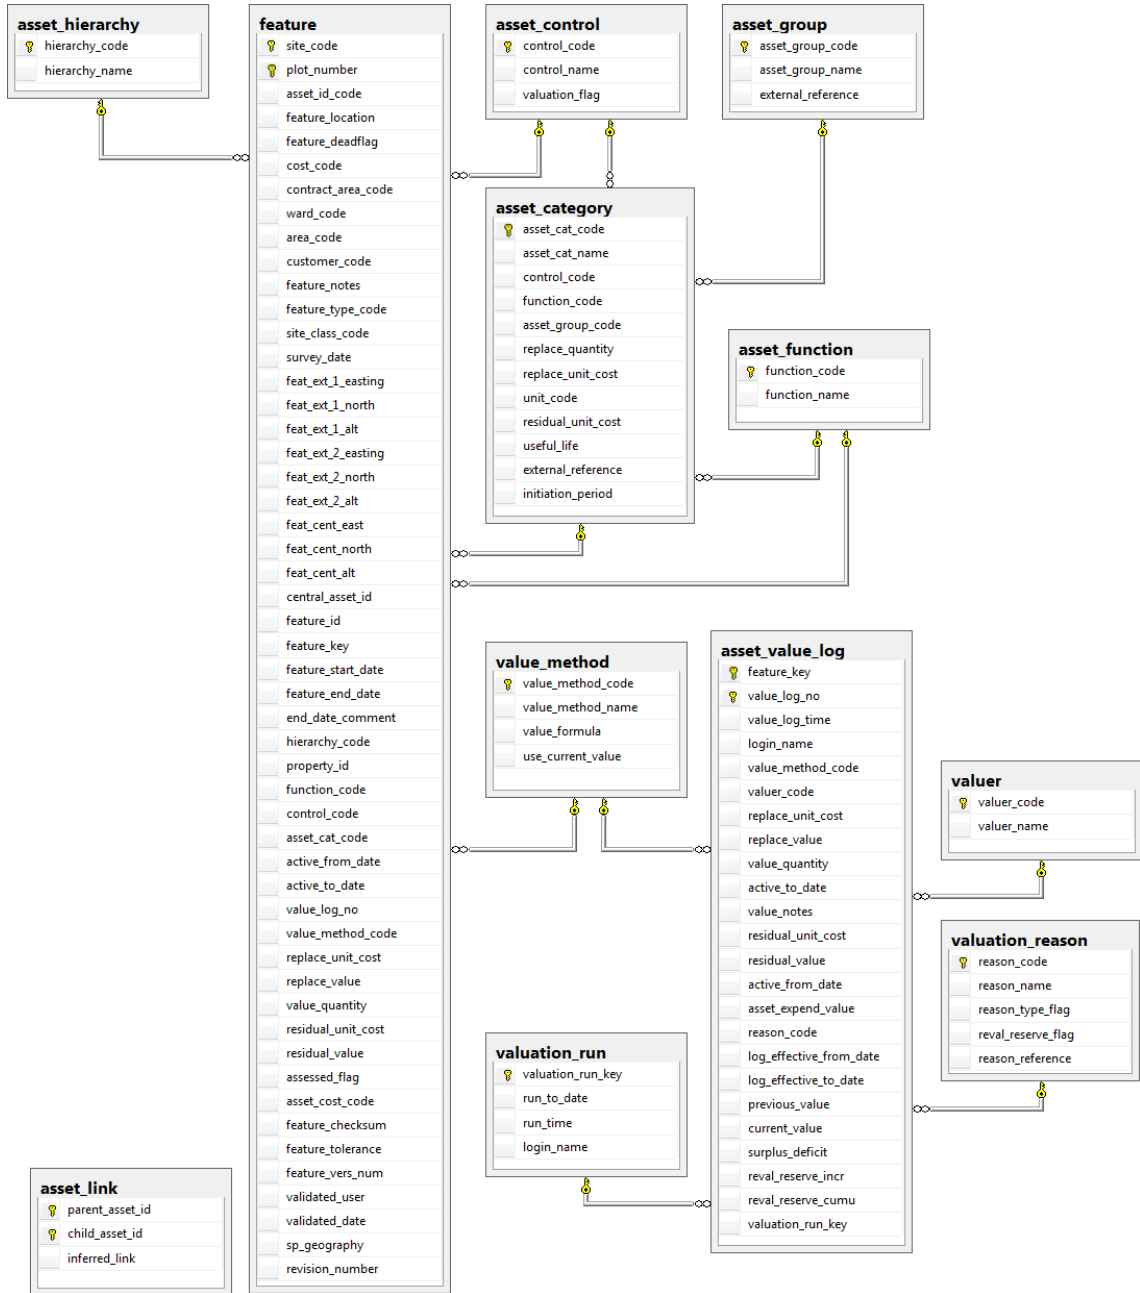 asset_hierarchy
hierarchy_code
hierarchy_name
feature
site_code
plot_number
asset_id_code
feature_location
feature_deadflag
cost_code
contract_area_code
ward_code
area_code
customer_code
feature_notes
feature_type_code
site_class_code
survey_date
feat_ext_1_easting
feat_ext_1_north
feat_ext_1_alt
feat_ext_2_easting
feat_ext_2_north
feat_ext_2_alt
feat_cent_east
feat_cent_north
feat_cent_alt
central_asset_id
feature_id
feature_key
feature_start_date
feature_end_date
end_date_comment
hierarchy_code
property_id
function_code
control_code
asset_cat_code
active_from_date
active_to_date
value_log_no
value_method_code
replace_unit_cost
replace_value
value_quantity
residual_unit_cost
residual_value
assessed_flag
asset_cost_code
feature_checksum
feature_tolerance
feature_vers_num
validated_user
validated_date
sp_geography
revision_number
asset_control
control_code
control_name
valuation_flag
asset_group
asset_group_code
asset_group_name
external_reference
asset_category
asset_cat_code
asset_cat_name
control_code
function_code
asset_group_code
replace_quantity
replace_unit_cost
unit_code
residual_unit_cost
useful_life
external_reference
initiation_period
asset_function
function_code
function_name
value_method
value_method_code
value_method_name
value_formula
use_current_value
asset_value_log
feature_key
value_log_no
value_log_time
login_name
value_method_code
valuer_code
replace_unit_cost
replace_value
value_quantity
active_to_date
value_notes
residual_unit_cost
residual_value
active_from_date
asset_expend_value
reason_code
log_effective_from_date
log_effective_to_date
previous_value
current_value
surplus_deficit
reval_reserve_incr
reval_reserve_cumu
valuation_run_key
valuer
valuer_code
valuer_name
valuation_reason
reason_code
reason_name
reason_type_flag
reval_reserve_flag
reason_reference
valuation_run
valuation_run_key
run_to_date
run_time
login_name
asset_link
parent_asset_id
child_asset_id
inferred_link